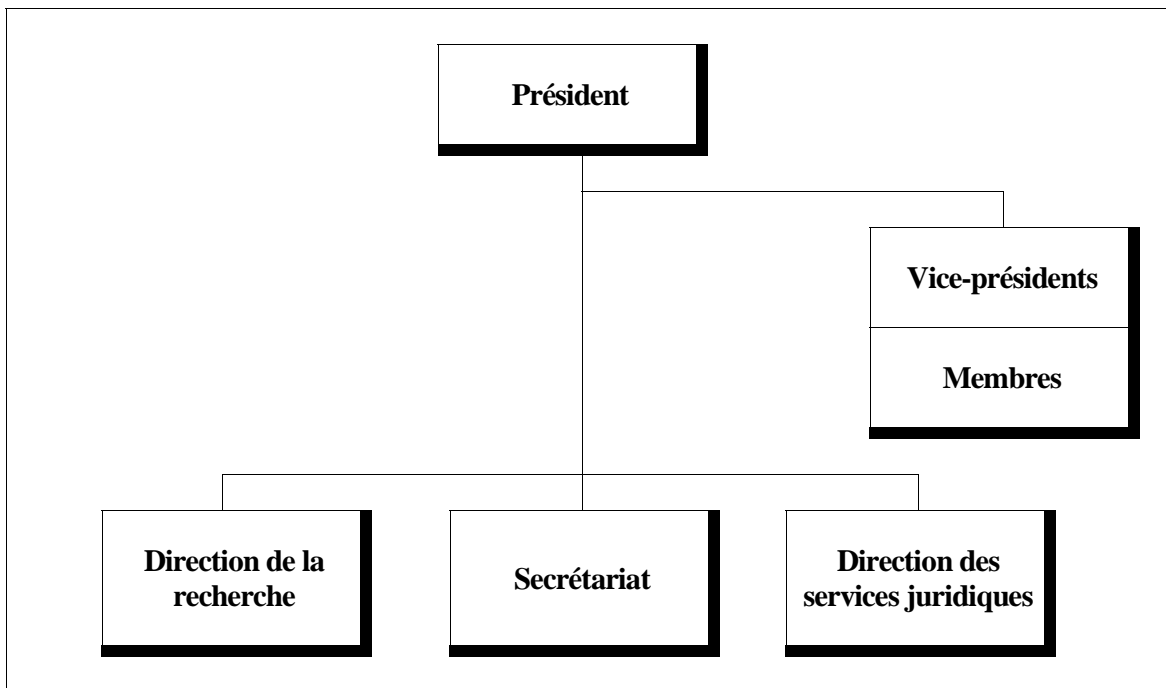 Président
Vice-présidents
Membres
Direction de la
recherche
Secrétariat
Direction des
services juridiques